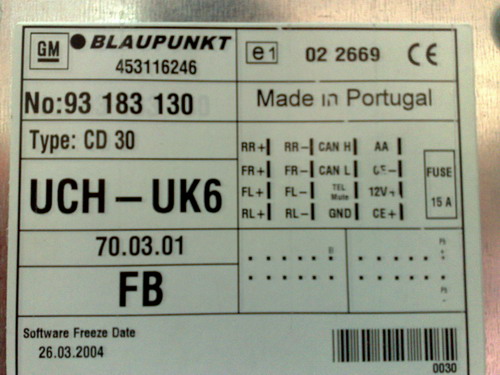 GM BLAUPUNKT
453116246
e1 02 2669 CE
No:93 183 130
Made in Portugal
Type: CD 30
UCH-UK6
RR+ RR- CAN H AA
FR+ FR- CAN L CE-
FL+ FL- TEL Mute 12V
RL+ RL- GND CE+
FUSE
15 A
70.03.01
FB
Software Freeze Date
26.03.2004
0030